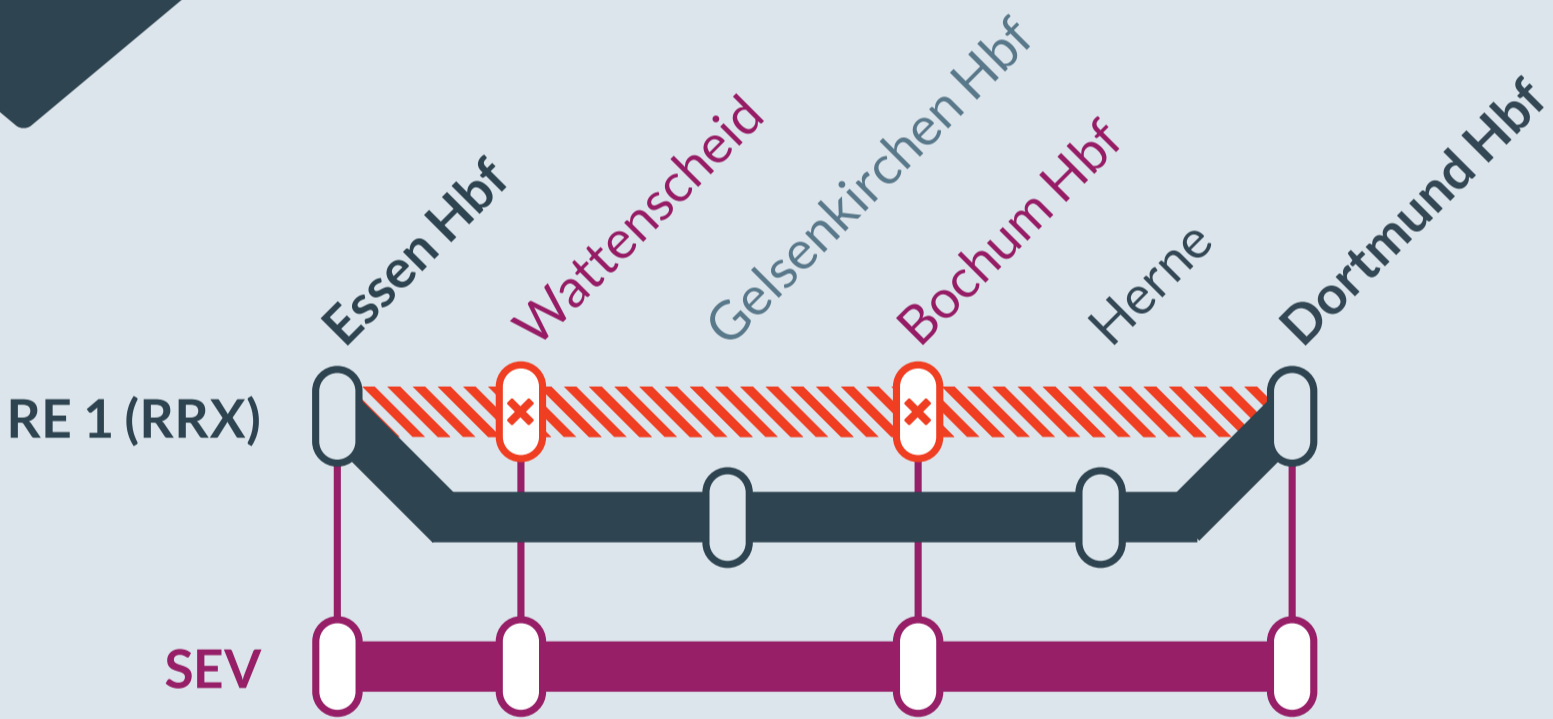 Essen Hbf
Wattenscheid
Gelsenkirchen Hbf
Bochum Hbf
Herne
Dortmund Hbf
RE 1 (RRX)
SEV